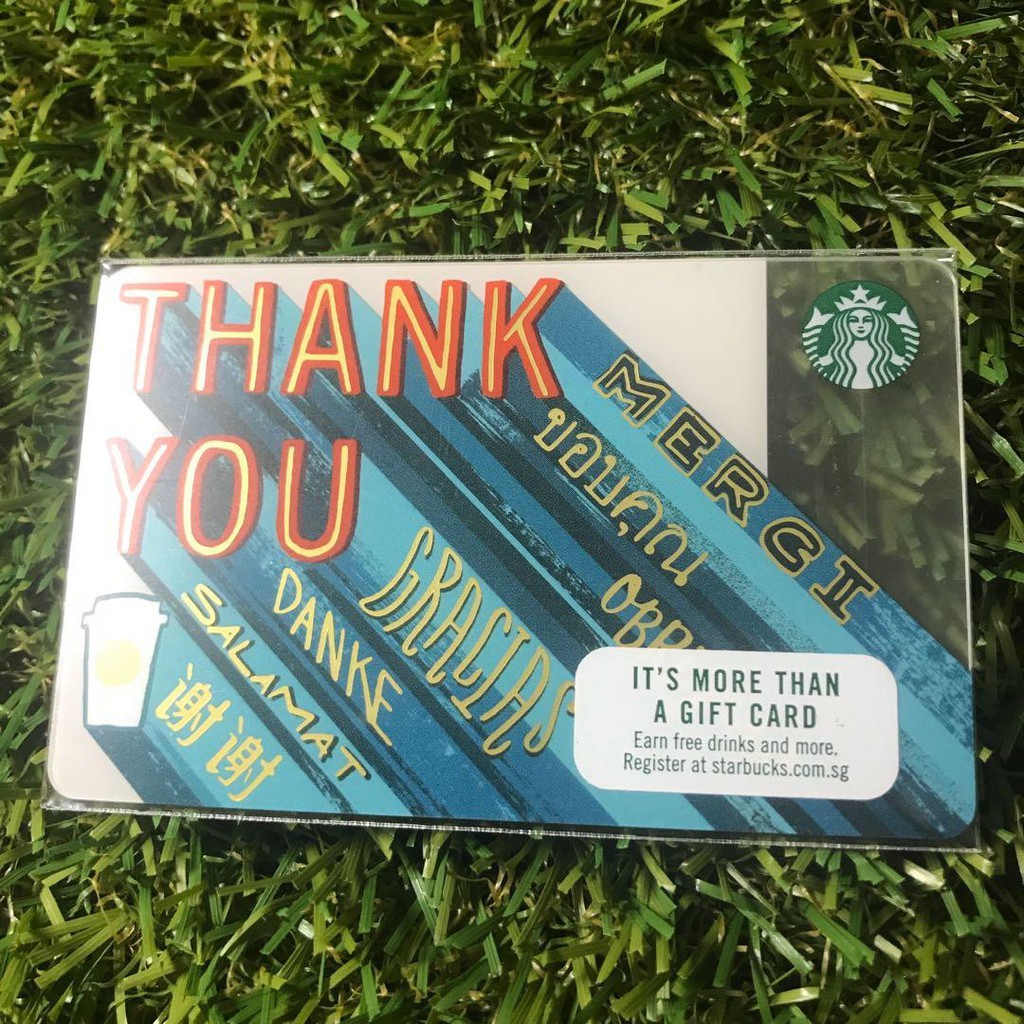 THANK
YOU
MERCI
ขอบคุณ
GRACIAS
DANKE
SALAMAT
谢谢
IT'S MORE THAN
A GIFT CARD
Earn free drinks and more.
Register at starbucks.com.sg